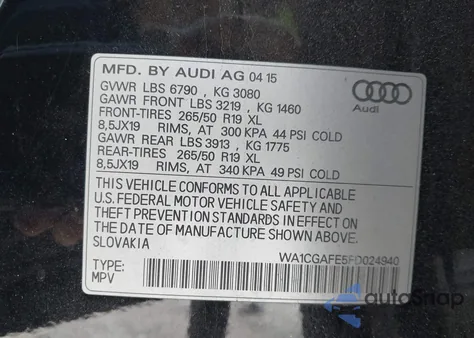 MFD. BY AUDI AG 04 15
GVWR LBS 6790 , KG 3080
GAWR FRONT LBS 3219 , KG 1460
FRONT-TIRES 265/50 R19 XL
8,5JX19 RIMS, AT 300 KPA 44 PSI COLD
GAWR REAR LBS 3913 , KG 1775
REAR-TIRES 265/50 R19 XL
8,5JX19 RIMS, AT 340 KPA 49 PSI COLD
Audi
THIS VEHICLE CONFORMS TO ALL APPLICABLE
U.S. FEDERAL MOTOR VEHICLE SAFETY AND
THEFT PREVENTION STANDARDS IN EFFECT ON
THE DATE OF MANUFACTURE SHOWN ABOVE.
SLOVAKIA
WA1CGAFE5FD024940
TYPE:
MPV
autoSnap